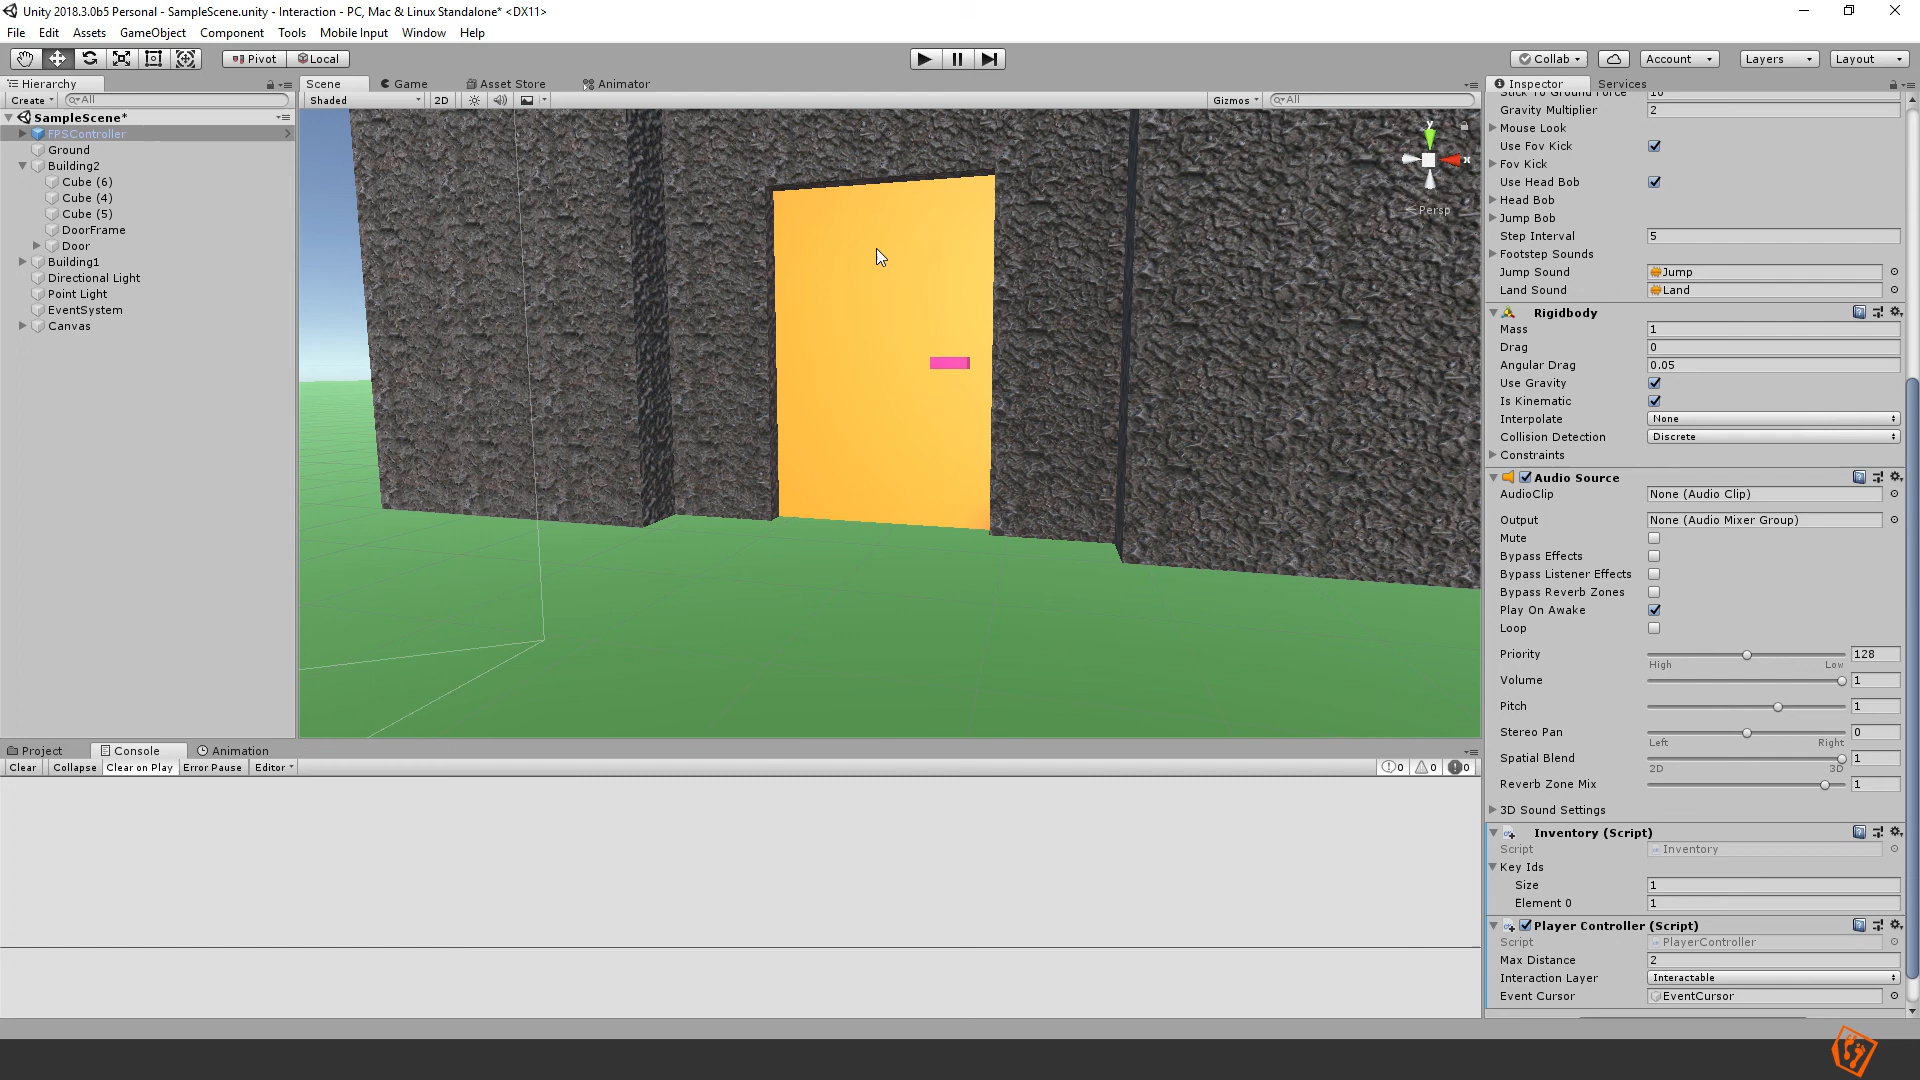 Unity 2018.3.0b5 Personal - SampleScene.unity - Interaction - PC, Mac & Linux Standalone* <DX11>
File Edit Assets GameObject Component Tools Mobile Input Window Help
Pivot Local Collab Account Layers Layout
Hierarchy Scene Game Asset Store Animator Inspector Services
Create All Shaded 2D Gizmos All
SampleScene*
FPSController
Ground
Building2
Cube (6)
Cube (4)
Cube (5)
DoorFrame
Door
Building1
Directional Light
Point Light
EventSystem
Canvas
y
x
Persp
Gravity Multiplier 2
Mouse Look
Use Fov Kick
Fov Kick
Use Head Bob
Head Bob
Jump Bob
Step Interval 5
Footstep Sounds
Jump Sound Jump
Land Sound Land
Rigidbody
Mass 1
Drag 0
Angular Drag 0.05
Use Gravity
Is Kinematic
Interpolate None
Collision Detection Discrete
Constraints
Audio Source
AudioClip None (Audio Clip)
Output None (Audio Mixer Group)
Mute
Bypass Effects
Bypass Listener Effects
Bypass Reverb Zones
Play On Awake
Loop
Priority 128
High Low
Volume 1
Pitch 1
Stereo Pan 0
Left Right
Spatial Blend 1
2D 3D
Reverb Zone Mix 1
3D Sound Settings
Inventory (Script)
Script Inventory
Key Ids
Size 1
Element 0 1
Player Controller (Script)
Script PlayerController
Max Distance 2
Interaction Layer Interactable
Event Cursor EventCursor
Project Console Animation
Clear Collapse Clear on Play Error Pause Editor 0 0 0